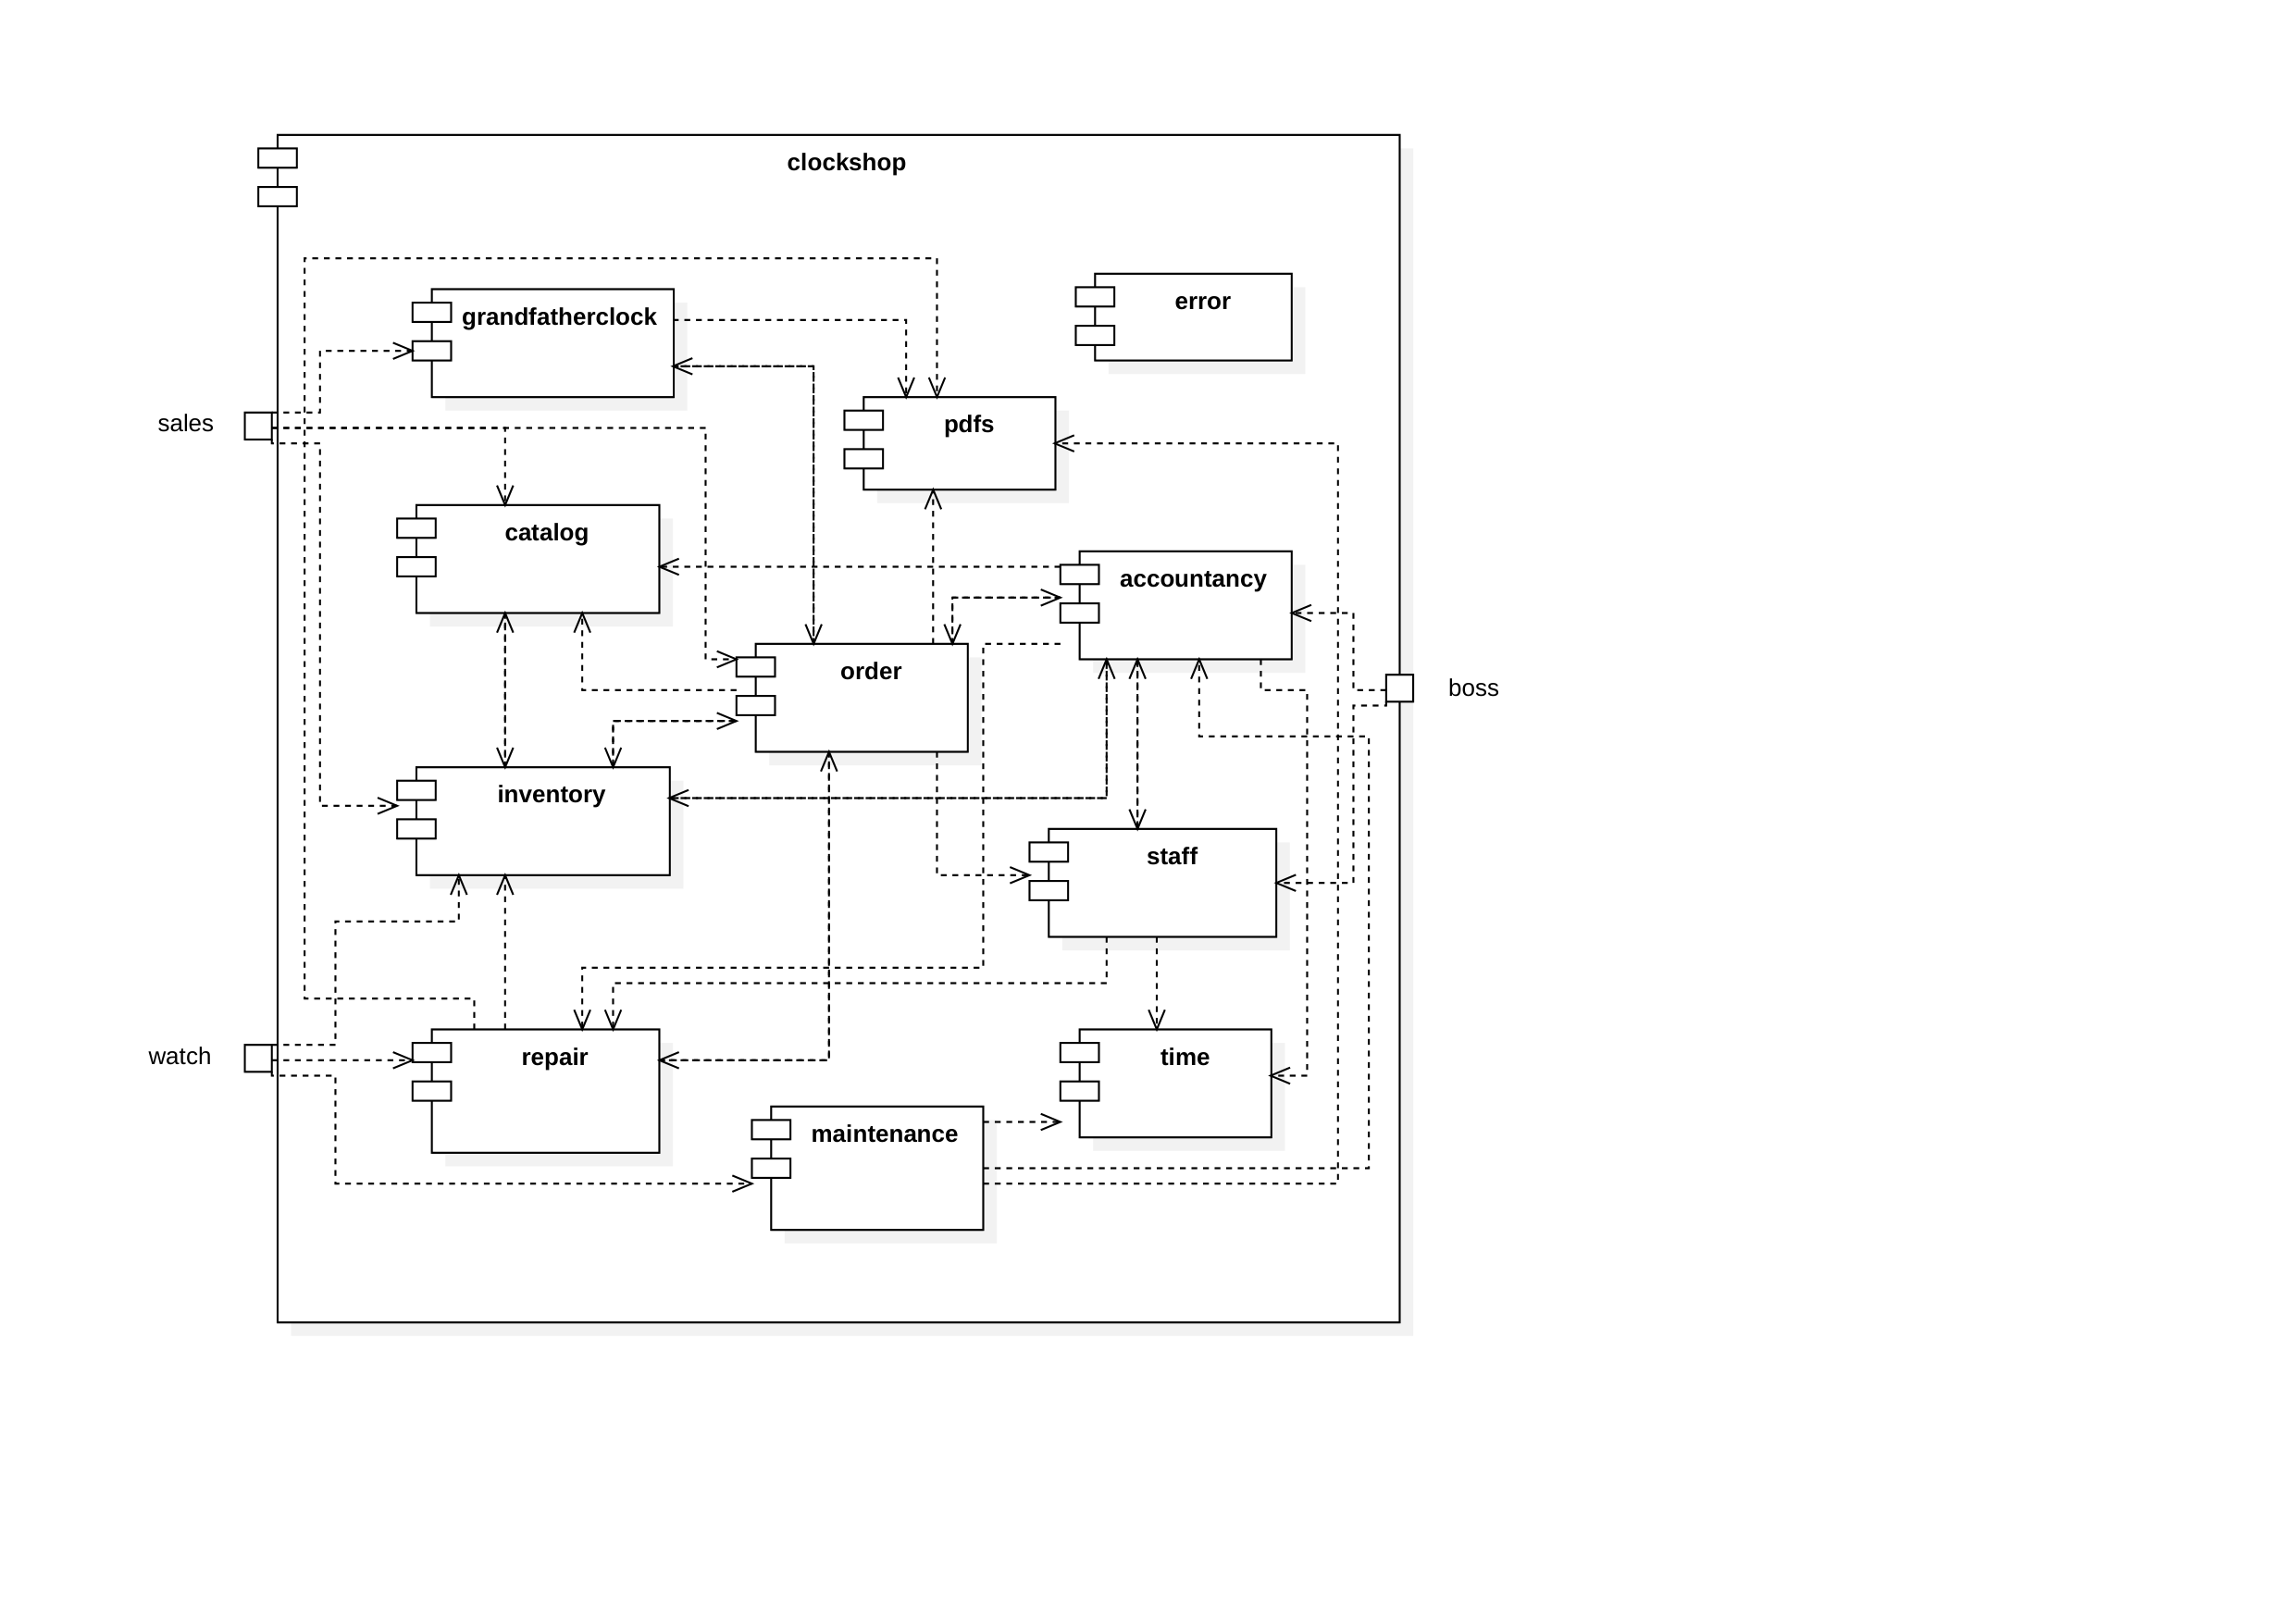 clockshop
grandfatherclock
error
sales
pdfs
catalog
accountancy
order
boss
inventory
staff
watch
repair
time
maintenance